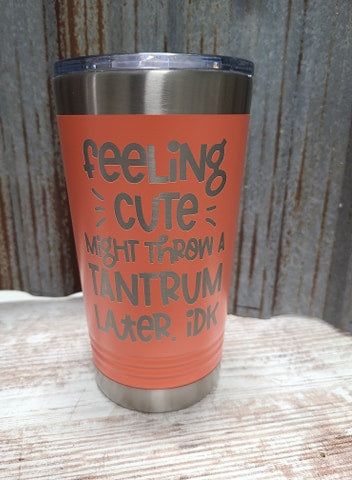 feeling
cute
Might throw a
TANTRUM
Later, idk